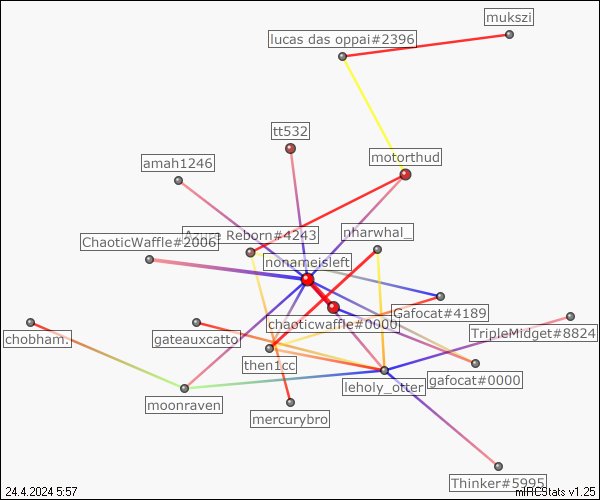 mukszi
lucas das oppai#2396
tt532
motorthud
amah1246
nharwhal_
Azure Reborn#4243
ChaoticWaffle#2006
nonameisleft
Gafocat#4189
chaoticwaffle#0000
TripleMidget#8824
chobham.
gateauxcatto
then1cc
gafocat#0000
leholy_otter
moonraven
mercurybro
Thinker#5995
24.4.2024 5:57
mIRCStats v1.25